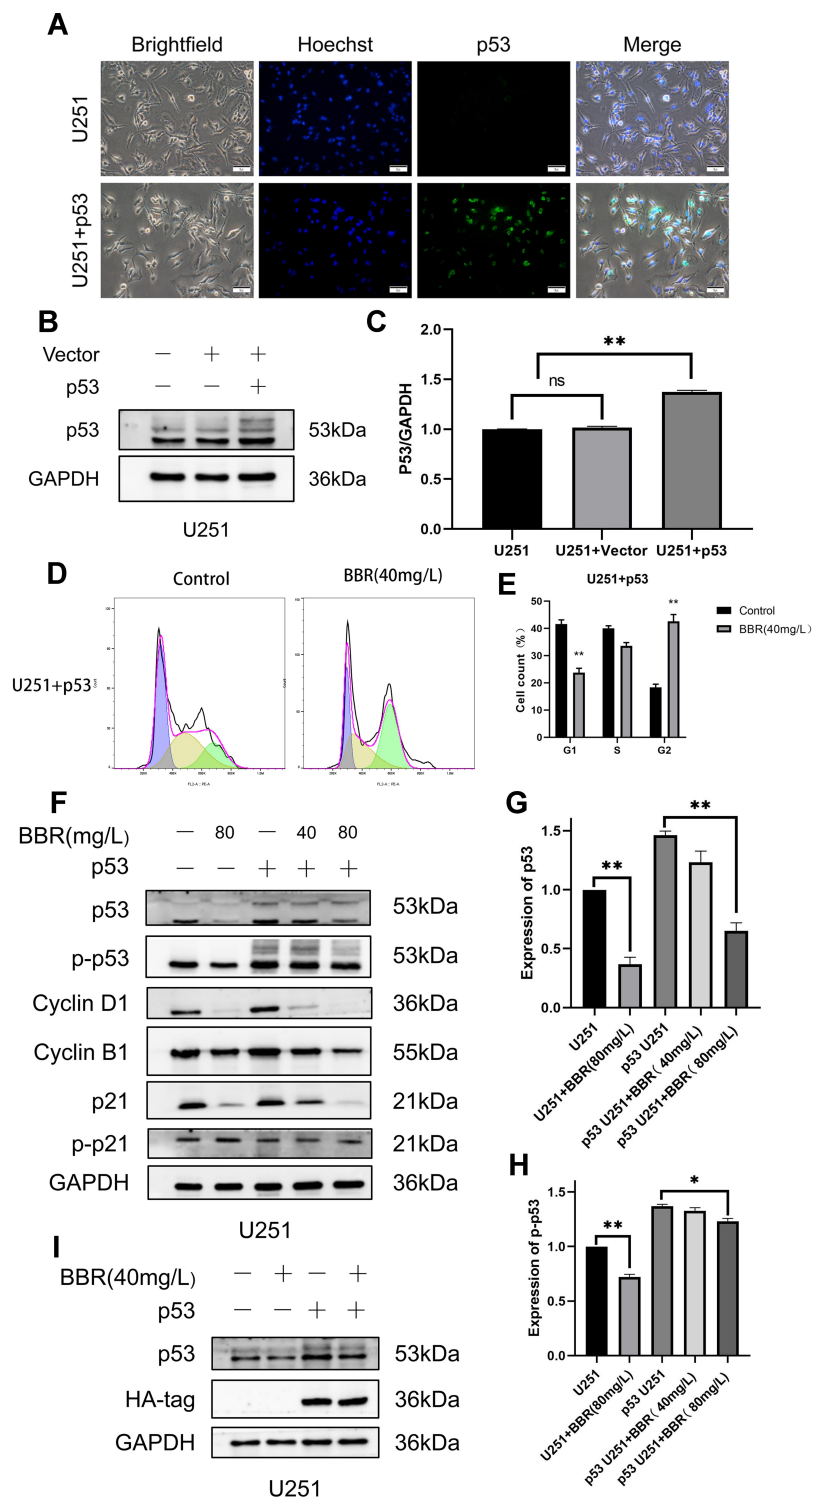 A
Brightfield Hoechst p53 Merge
U251
U251+p53
B
Vector — + +
p53 — — +
p53 53kDa
GAPDH 36kDa
U251
C
P53/GAPDH
2.0
1.5
1.0
0.5
0.0
ns
**
U251 U251+Vector U251+p53
D
Control BBR(40mg/L)
U251+p53
E
U251+p53
Cell count (%)
50
40
30
20
10
0
**
**
G1 S G2
Control
BBR(40mg/L)
F
BBR(mg/L) — 80 — 40 80
p53 — — + + +
p53 53kDa
p-p53 53kDa
Cyclin D1 36kDa
Cyclin B1 55kDa
p21 21kDa
p-p21 21kDa
GAPDH 36kDa
U251
G
Expression of p53
1.5
1.0
0.5
0.0
**
**
U251
U251+BBR(80mg/L)
p53 U251
p53 U251+BBR( 40mg/L)
p53 U251+BBR( 80mg/L)
H
Expression of p-p53
1.5
1.0
0.5
0.0
**
*
U251
U251+BBR(80mg/L)
p53 U251
p53 U251+BBR( 40mg/L)
p53 U251+BBR( 80mg/L)
I
BBR(40mg/L) — + — +
p53 — — + +
p53 53kDa
HA-tag 36kDa
GAPDH 36kDa
U251